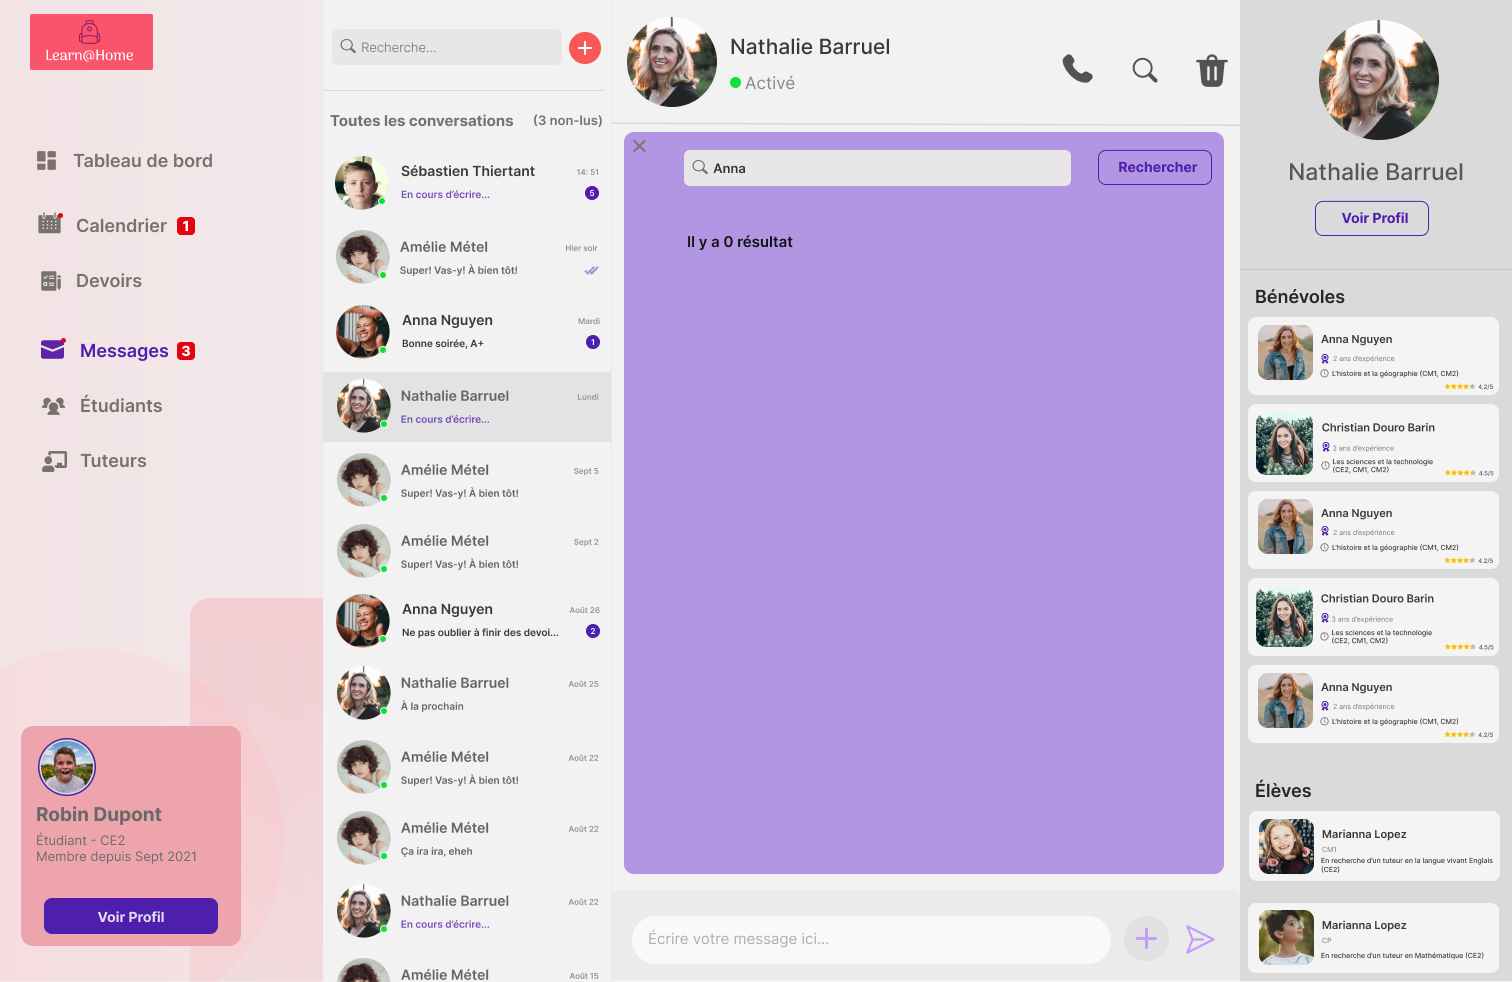 Learn@Home
Tableau de bord
Calendrier 1
Devoirs
Messages 3
Étudiants
Tuteurs
Robin Dupont
Étudiant - CE2
Membre depuis Sept 2021
Voir Profil
Recherche...
Toutes les conversations (3 non-lus)
Sébastien Thiertant 14: 51
En cours d'écrire... 5
Amélie Métel Hier soir
Super! Vas-y! À bien tôt!
Anna Nguyen Mardi
Bonne soirée, A+ 1
Nathalie Barruel Lundi
En cours d'écrire...
Amélie Métel Sept 5
Super! Vas-y! À bien tôt!
Amélie Métel Sept 2
Super! Vas-y! À bien tôt!
Anna Nguyen Août 26
Ne pas oublier à finir des devoi... 2
Nathalie Barruel Août 25
À la prochain
Amélie Métel Août 22
Super! Vas-y! À bien tôt!
Amélie Métel Août 22
Ça ira ira, eheh
Nathalie Barruel Août 22
En cours d'écrire...
Amélie Métel Août 15
Nathalie Barruel
Activé
Anna
Rechercher
Il y a 0 résultat
Écrire votre message ici...
Nathalie Barruel
Voir Profil
Bénévoles
Anna Nguyen
2 ans d'expérience
L'histoire et la géographie (CM1, CM2)
4.2/5
Christian Douro Barin
3 ans d'expérience
Les sciences et la technologie
(CE2, CM1, CM2)
4.5/5
Anna Nguyen
2 ans d'expérience
L'histoire et la géographie (CM1, CM2)
4.2/5
Christian Douro Barin
3 ans d'expérience
Les sciences et la technologie
(CE2, CM1, CM2)
4.5/5
Anna Nguyen
2 ans d'expérience
L'histoire et la géographie (CM1, CM2)
4.2/5
Élèves
Marianna Lopez
CM1
En recherche d'un tuteur en la langue vivant Englais
(CE2)
Marianna Lopez
CP
En recherche d'un tuteur en Mathématique (CE2)